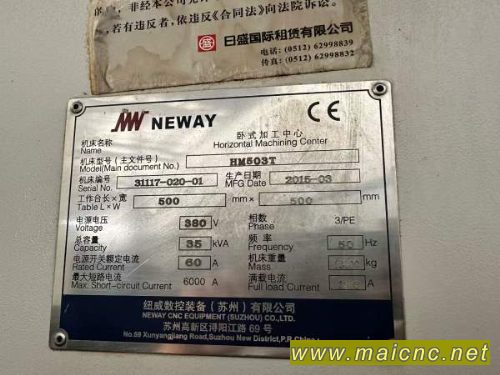 的，非经本公司允许
若有违反者，依违反《合同法》向法院诉讼。
日盛国际租赁有限公司
电话：(0512) 62998839
传真：(0512) 62998832
NEWAY
CE
机床名称 卧式加工中心
Name Horizontal Machining Center
机床型号（主文件号） HM503T
Model(Main document No.)
机床编号 31117-020-01 生产日期 2015-03
Serial No. MFG Date
工作台长×宽 500 mm× 500 mm
Table L×W
电源电压 380 V 相数 3/PE
Voltage Phase
总容量 35 kVA 频率 50 Hz
Capacity Frequency
电源开关额定电流 60 A 机床重量 kg
Rated Current Mass
最大短路电流 6000 A 满载电流 A
Max. Short-circuit Current Full load Current
纽威数控装备（苏州）有限公司
NEWAY CNC EQUIPMENT (SUZHOU) CO., LTD.
苏州高新区浔阳江路 69 号
Xunyangjiang Road,Suzhou New District,P.R.China
www.maicnc.net